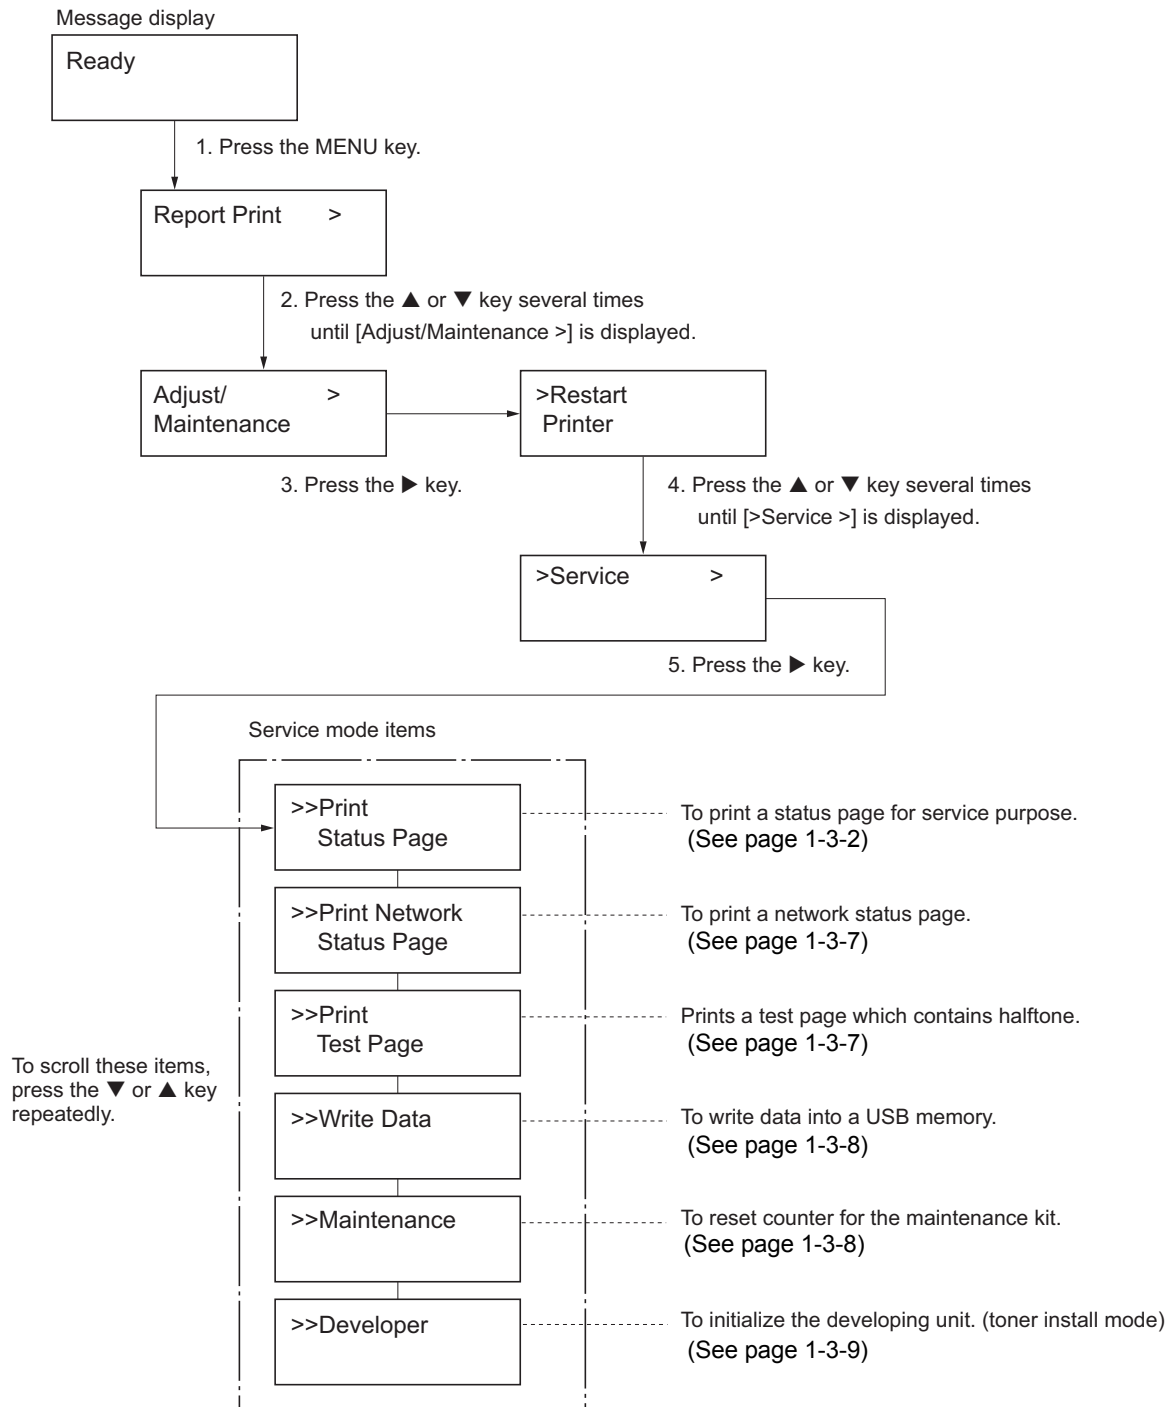 Message display
Ready
1. Press the MENU key.
Report Print >
2. Press the ▲ or ▼ key several times
until [Adjust/Maintenance >] is displayed.
Adjust/ >
Maintenance
>Restart
Printer
3. Press the ▶ key.
4. Press the ▲ or ▼ key several times
until [>Service >] is displayed.
>Service >
5. Press the ▶ key.
Service mode items
>>Print
Status Page
To print a status page for service purpose.
(See page 1-3-2)
>>Print Network
Status Page
To print a network status page.
(See page 1-3-7)
>>Print
Test Page
Prints a test page which contains halftone.
(See page 1-3-7)
To scroll these items,
press the ▼ or ▲ key
repeatedly.
>>Write Data
To write data into a USB memory.
(See page 1-3-8)
>>Maintenance
To reset counter for the maintenance kit.
(See page 1-3-8)
>>Developer
To initialize the developing unit. (toner install mode)
(See page 1-3-9)